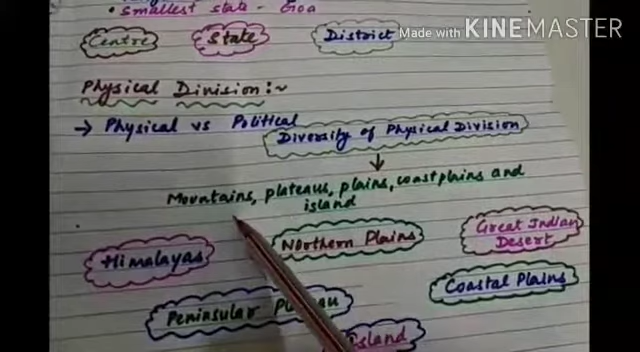 • Smallest state - Goa
Made with KINEMASTER
Centre State District
Physical Division :~
→ Physical vs Political
Diversity of Physical Division
Mountains, plateaus, plains, coastplains and
island
Himalayas Northern Plains Great Indian
Desert
Peninsular Plateau Coastal Plains
Island